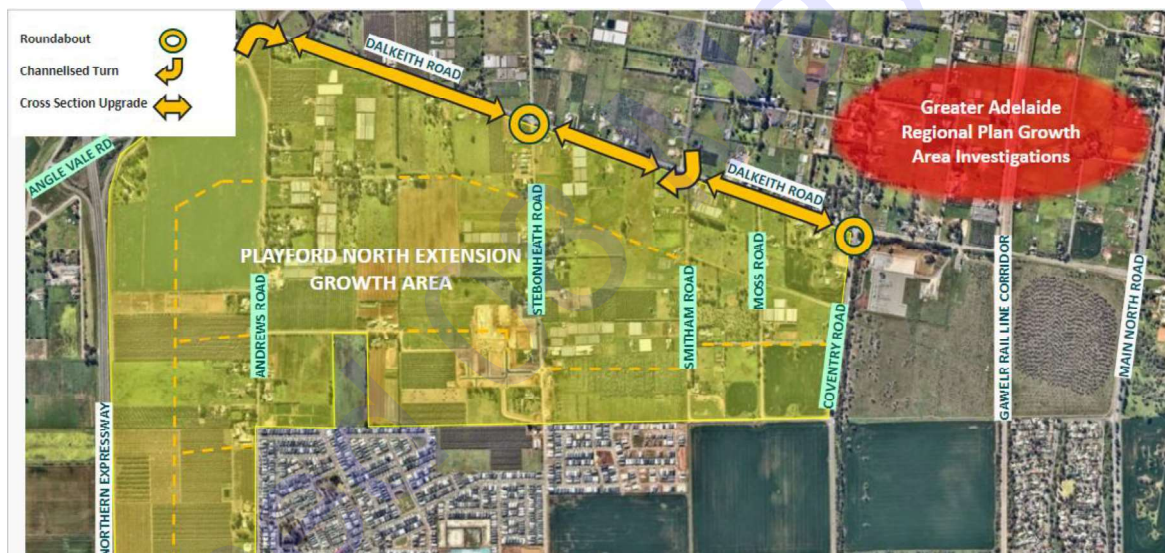 Roundabout
Channelised Turn
Cross Section Upgrade
DALKEITH ROAD
Greater Adelaide
Regional Plan Growth
Area Investigations
ANGLE VALE RD
DALKEITH ROAD
PLAYFORD NORTH EXTENSION
GROWTH AREA
STEBONHEATH ROAD
ANDREWS ROAD
SMITHAM ROAD
MOSS ROAD
COVENTRY ROAD
GAWELR RAIL LINE CORRIDOR
MAIN NORTH ROAD
NORTHERN EXPRESSWAY